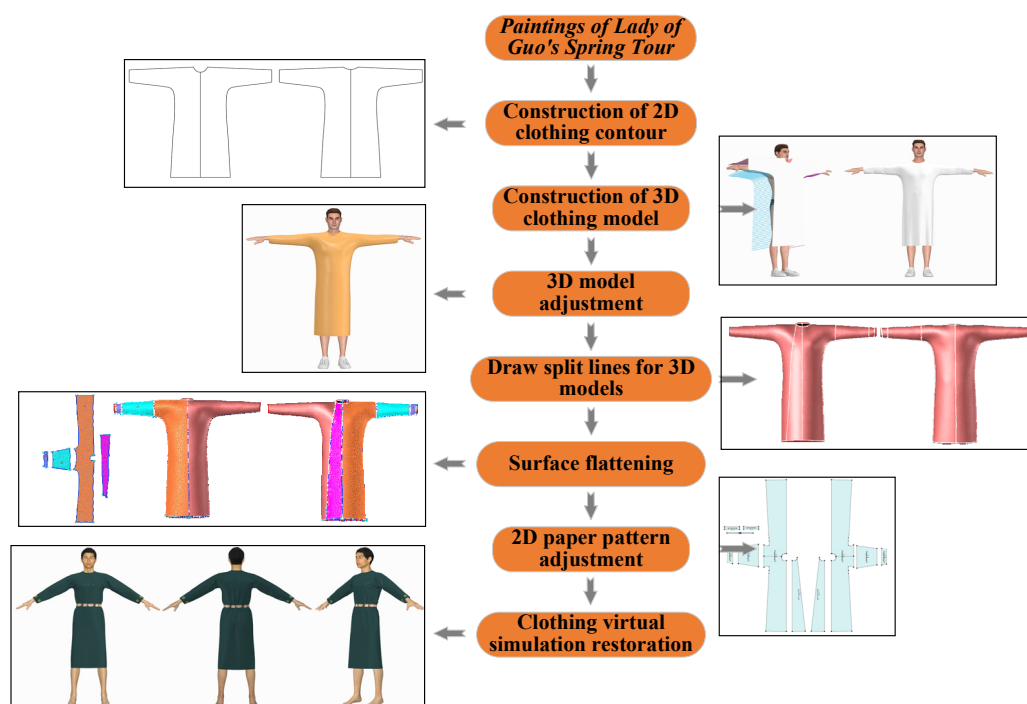 Paintings of Lady of
Guo's Spring Tour
Construction of 2D
clothing contour
Construction of 3D
clothing model
3D model
adjustment
Draw split lines for 3D
models
Surface flattening
2D paper pattern
adjustment
Clothing virtual
simulation restoration